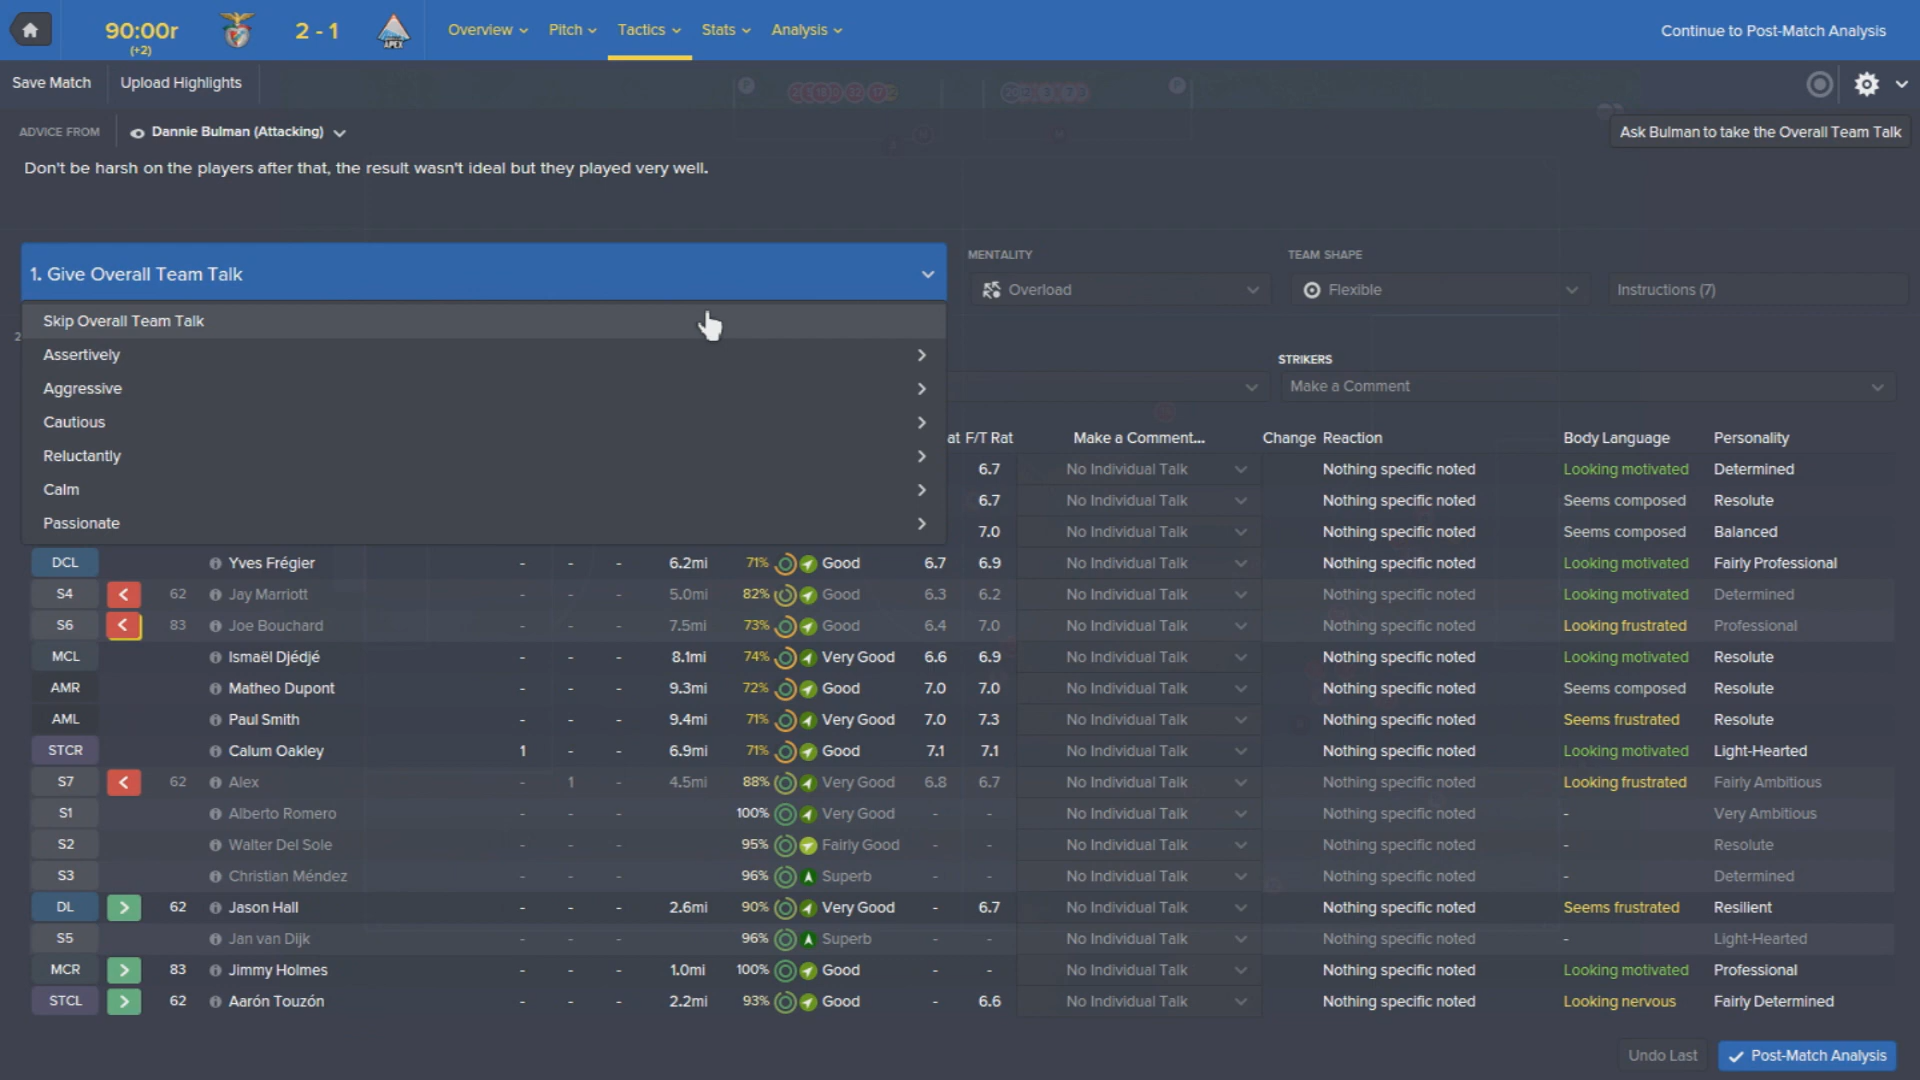 90:00r
(+2)
2 - 1
APEX
Overview
Pitch
Tactics
Stats
Analysis
Continue to Post-Match Analysis
Save Match
Upload Highlights
ADVICE FROM
Dannie Bulman (Attacking)
Ask Bulman to take the Overall Team Talk
Don't be harsh on the players after that, the result wasn't ideal but they played very well.
1. Give Overall Team Talk
MENTALITY
Overload
TEAM SHAPE
Flexible
Instructions (7)
Skip Overall Team Talk
Assertively
Aggressive
Cautious
Reluctantly
Calm
Passionate
STRIKERS
Make a Comment
at F/T Rat Make a Comment... Change Reaction Body Language Personality
6.7 No Individual Talk Nothing specific noted Looking motivated Determined
6.7 No Individual Talk Nothing specific noted Seems composed Resolute
7.0 No Individual Talk Nothing specific noted Seems composed Balanced
DCL Yves Frégier - - - 6.2mi 71% Good 6.7 6.9 No Individual Talk Nothing specific noted Looking motivated Fairly Professional
S4 62 Jay Marriott - - - 5.0mi 82% Good 6.3 6.2 No Individual Talk Nothing specific noted Looking motivated Determined
S6 83 Joe Bouchard - - - 7.5mi 73% Good 6.4 7.0 No Individual Talk Nothing specific noted Looking frustrated Professional
MCL Ismaël Djédjé - - - 8.1mi 74% Very Good 6.6 6.9 No Individual Talk Nothing specific noted Looking motivated Resolute
AMR Matheo Dupont - - - 9.3mi 72% Good 7.0 7.0 No Individual Talk Nothing specific noted Seems composed Resolute
AML Paul Smith - - - 9.4mi 71% Very Good 7.0 7.3 No Individual Talk Nothing specific noted Seems frustrated Resolute
STCR Calum Oakley 1 - - 6.9mi 71% Good 7.1 7.1 No Individual Talk Nothing specific noted Looking motivated Light-Hearted
S7 62 Alex - 1 - 4.5mi 88% Very Good 6.8 6.7 No Individual Talk Nothing specific noted Looking frustrated Fairly Ambitious
S1 Alberto Romero - - - 100% Very Good - - No Individual Talk Nothing specific noted - Very Ambitious
S2 Walter Del Sole - - - 95% Fairly Good - - No Individual Talk Nothing specific noted - Resolute
S3 Christian Méndez - - - 96% Superb - - No Individual Talk Nothing specific noted - Determined
DL 62 Jason Hall - - - 2.6mi 90% Very Good - 6.7 No Individual Talk Nothing specific noted Seems frustrated Resilient
S5 Jan van Dijk - - - 96% Superb - - No Individual Talk Nothing specific noted - Light-Hearted
MCR 83 Jimmy Holmes - - - 1.0mi 100% Good - - No Individual Talk Nothing specific noted Looking motivated Professional
STCL 62 Aarón Touzón - - - 2.2mi 93% Good - 6.6 No Individual Talk Nothing specific noted Looking nervous Fairly Determined
Undo Last
Post-Match Analysis